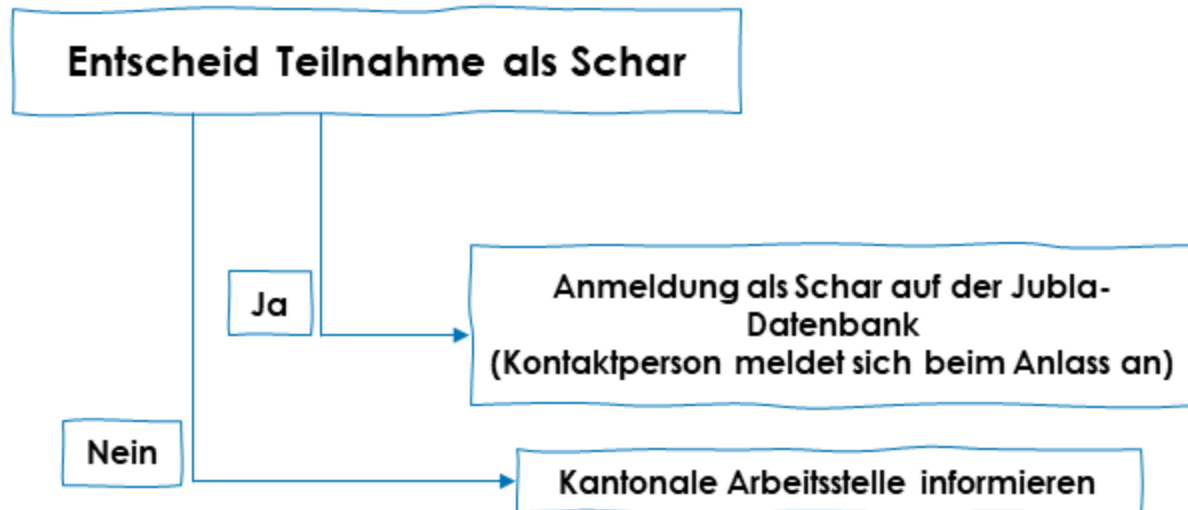 Entscheid Teilnahme als Schar
Ja
Anmeldung als Schar auf der Jubla-
Datenbank
(Kontaktperson meldet sich beim Anlass an)
Nein
Kantonale Arbeitsstelle informieren